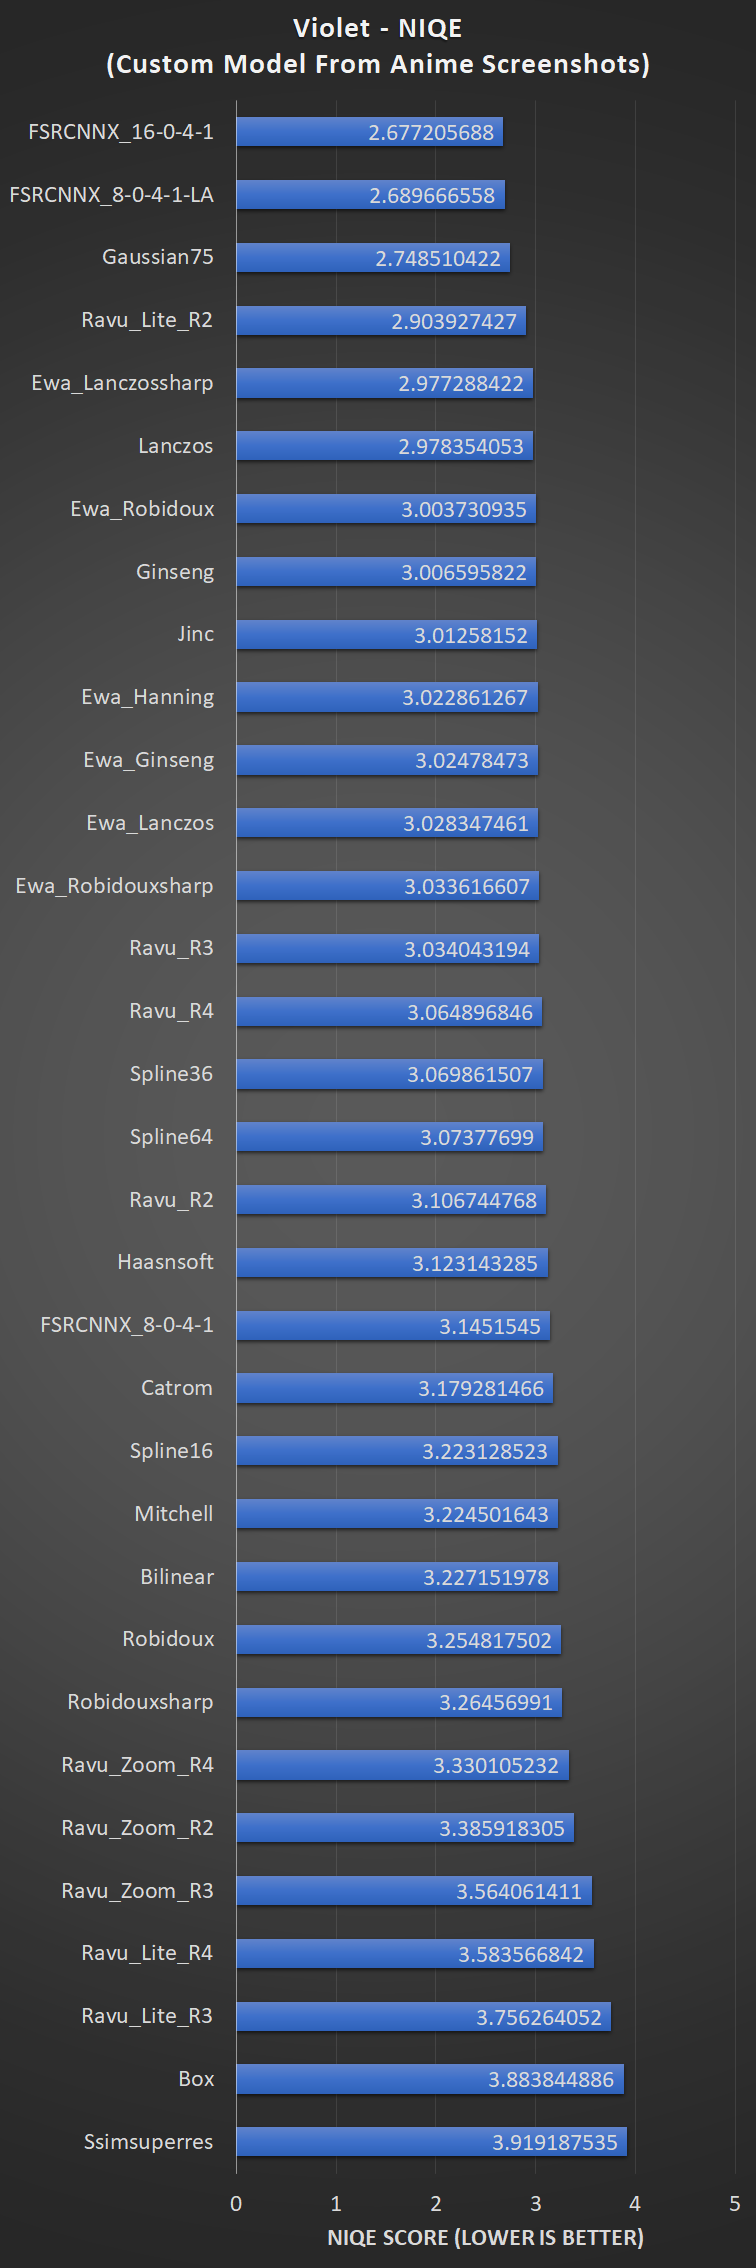 Violet - NIQE
(Custom Model From Anime Screenshots)
FSRCNNX_16-0-4-1 2.677205688
FSRCNNX_8-0-4-1-LA 2.689666558
Gaussian75 2.748510422
Ravu_Lite_R2 2.903927427
Ewa_Lanczossharp 2.977288422
Lanczos 2.978354053
Ewa_Robidoux 3.003730935
Ginseng 3.006595822
Jinc 3.01258152
Ewa_Hanning 3.022861267
Ewa_Ginseng 3.02478473
Ewa_Lanczos 3.028347461
Ewa_Robidouxsharp 3.033616607
Ravu_R3 3.034043194
Ravu_R4 3.064896846
Spline36 3.069861507
Spline64 3.07377699
Ravu_R2 3.106744768
Haasnsoft 3.123143285
FSRCNNX_8-0-4-1 3.1451545
Catrom 3.179281466
Spline16 3.223128523
Mitchell 3.224501643
Bilinear 3.227151978
Robidoux 3.254817502
Robidouxsharp 3.26456991
Ravu_Zoom_R4 3.330105232
Ravu_Zoom_R2 3.385918305
Ravu_Zoom_R3 3.564061411
Ravu_Lite_R4 3.583566842
Ravu_Lite_R3 3.756264052
Box 3.883844886
Ssimsuperres 3.919187535
0 1 2 3 4 5
NIQE SCORE (LOWER IS BETTER)